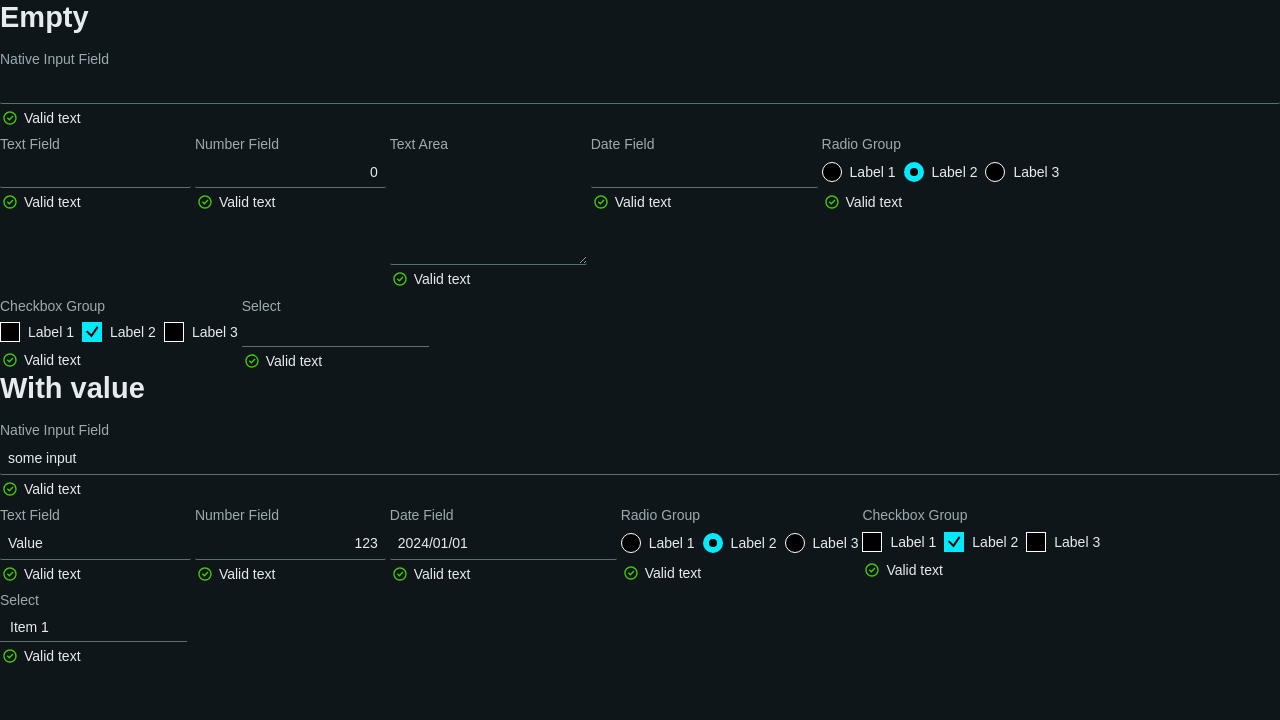 Empty
Native Input Field
Valid text
Text Field Number Field Text Area Date Field Radio Group
0 Label 1 Label 2 Label 3
Valid text Valid text Valid text Valid text
Valid text
Checkbox Group Select
Label 1 Label 2 Label 3
Valid text Valid text
With value
Native Input Field
some input
Valid text
Text Field Number Field Date Field Radio Group Checkbox Group
Value 123 2024/01/01 Label 1 Label 2 Label 3 Label 1 Label 2 Label 3
Valid text Valid text Valid text Valid text Valid text
Select
Item 1
Valid text